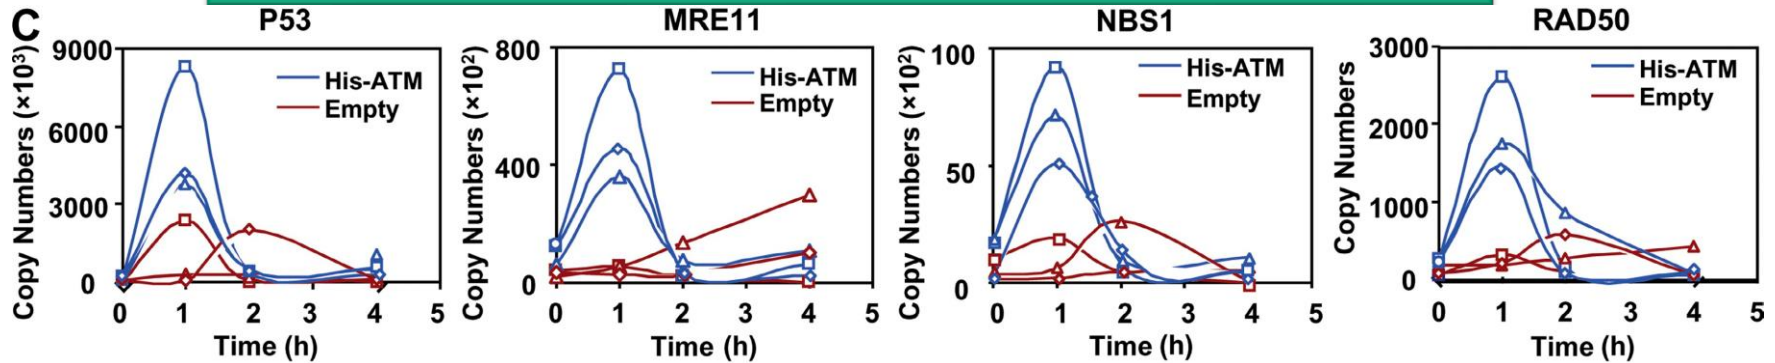 C
P53
MRE11
NBS1
RAD50
Copy Numbers (×10³)
9000
6000
3000
0
His-ATM
Empty
0 1 2 3 4 5
Time (h)
Copy Numbers (×10²)
800
400
0
His-ATM
Empty
0 1 2 3 4 5
Time (h)
Copy Numbers (×10²)
100
50
0
His-ATM
Empty
0 1 2 3 4 5
Time (h)
Copy Numbers
3000
2000
1000
0
His-ATM
Empty
0 1 2 3 4 5
Time (h)